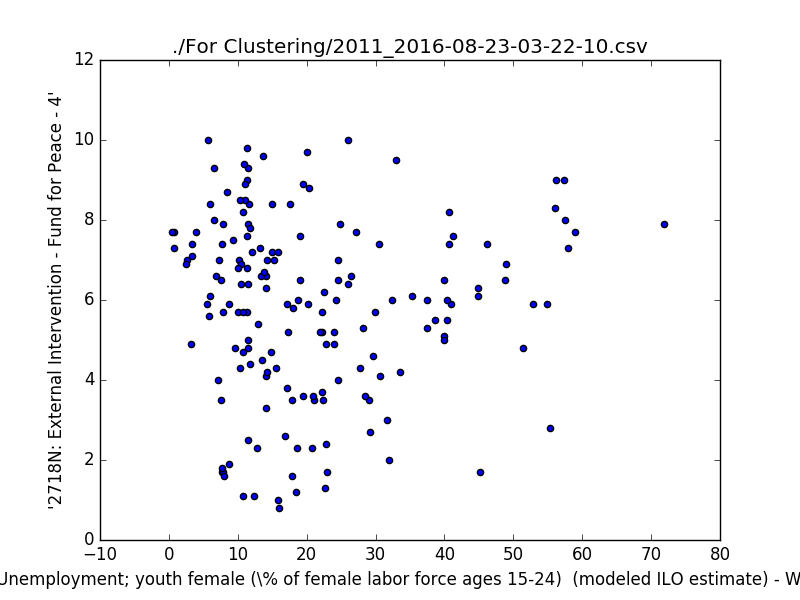 ./For Clustering/2011_2016-08-23-03-22-10.csv
'2718N: External Intervention - Fund for Peace - 4'
12
10
8
6
4
2
0
−10 0 10 20 30 40 50 60 70 80
Unemployment; youth female (\% of female labor force ages 15-24) (modeled ILO estimate) - W